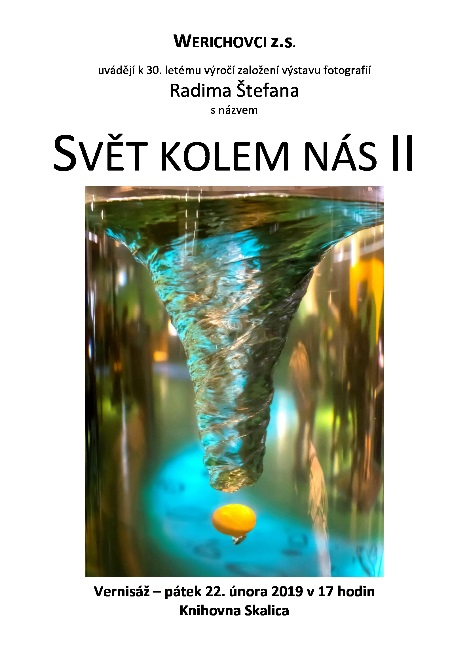 WERICHOVCI Z.S.
uvádějí k 30. letému výročí založení výstavu fotografií
Radima Štefana
s názvem
SVĚT KOLEM NÁS II
Vernisáž – pátek 22. února 2019 v 17 hodin
Knihovna Skalica